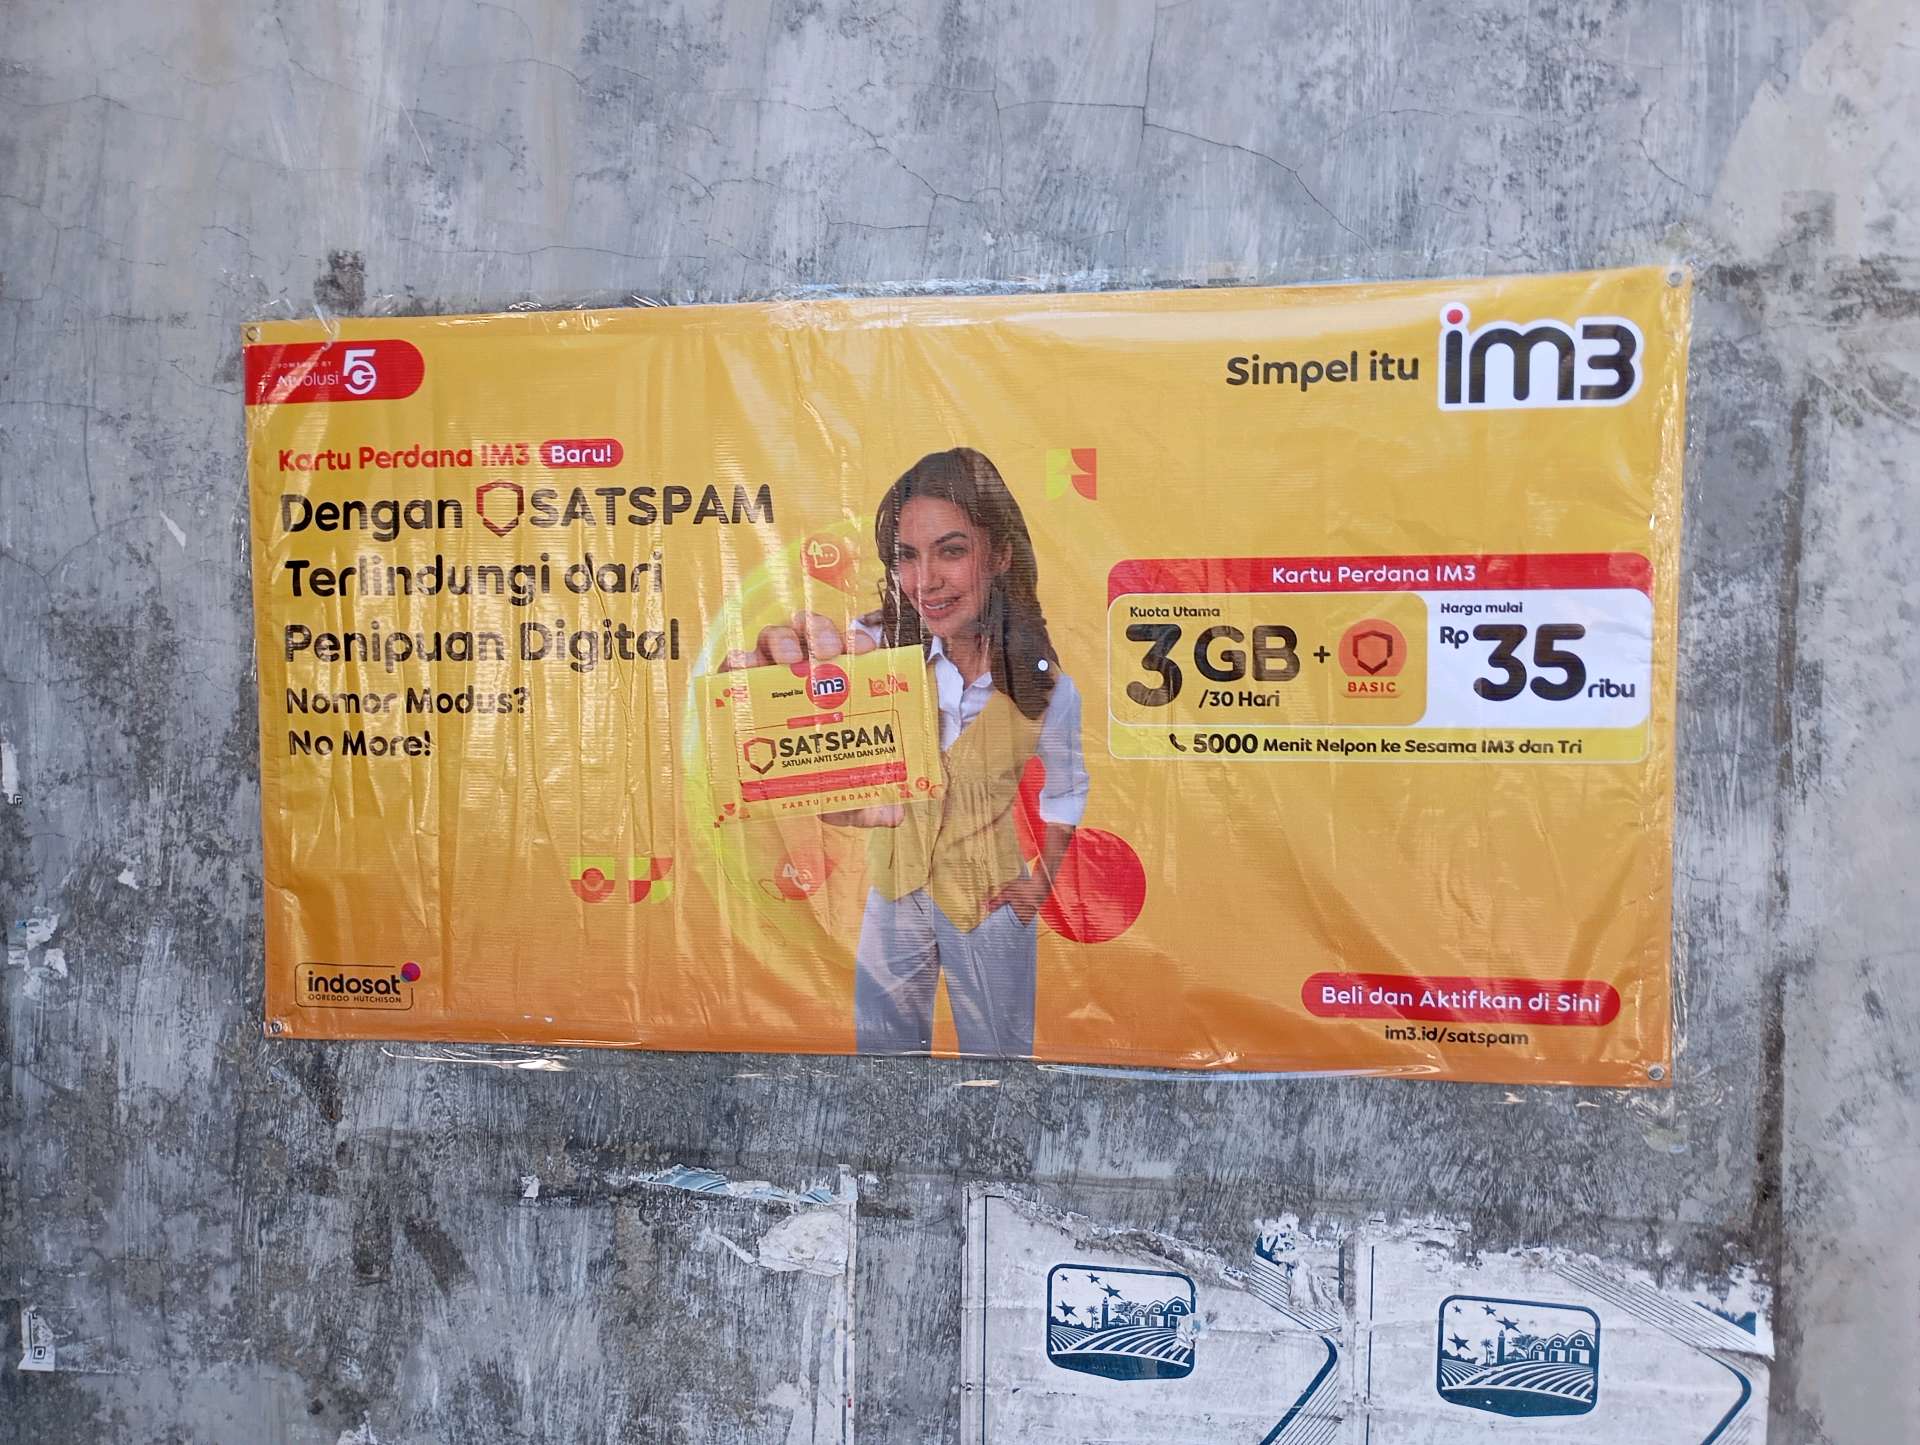 POWERED BY
Aivolusi 5G
Simpel itu im3
Kartu Perdana IM3 Baru!
Dengan SATSPAM
Terlindungi dari
Penipuan Digital
Nomor Modus?
No More!
Simpel itu im3
SATSPAM
SATUAN ANTI SCAM DAN SPAM
KARTU PERDANA
Kartu Perdana IM3
Kuota Utama
3 GB
/30 Hari
+
BASIC
Harga mulai
Rp 35 ribu
5000 Menit Nelpon ke Sesama IM3 dan Tri
indosat
OOREDOO HUTCHISON
Beli dan Aktifkan di Sini
im3.id/satspam